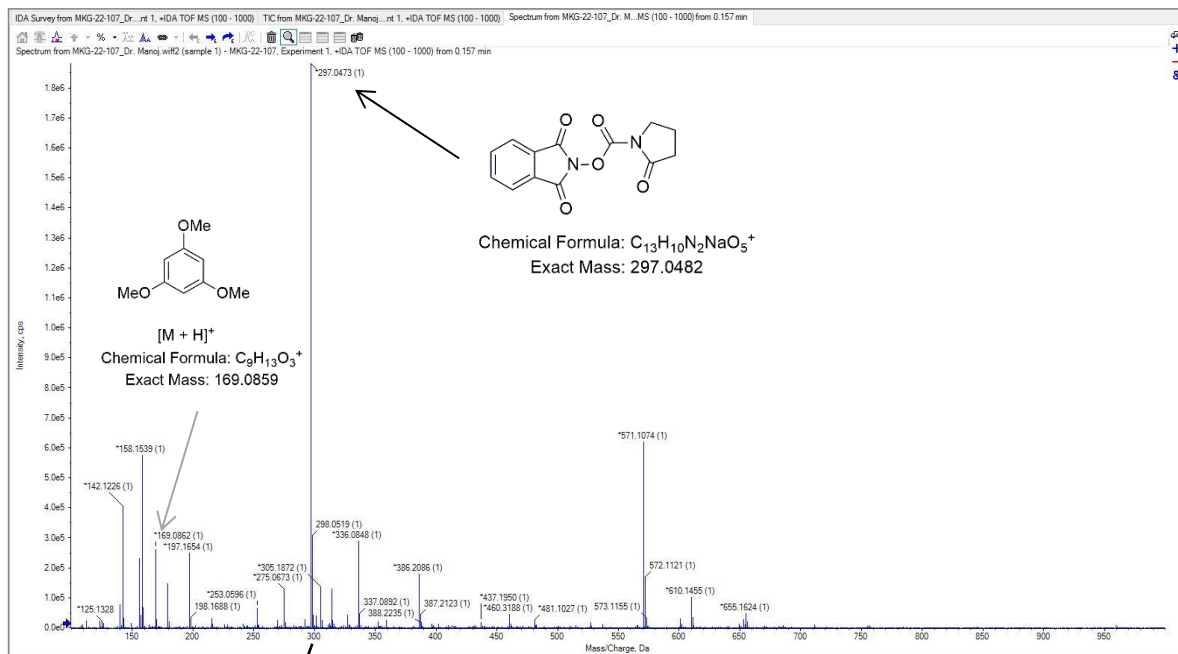 IDA Survey from MKG-22-107_Dr....nt 1, +IDA TOF MS (100 - 1000) TIC from MKG-22-107_Dr. Manoj....nt 1, +IDA TOF MS (100 - 1000) Spectrum from MKG-22-107_Dr. M...MS (100 - 1000) from 0.157 min
Spectrum from MKG-22-107_Dr. Manoj.wiff2 (sample 1) - MKG-22-107, Experiment 1, +IDA TOF MS (100 - 1000) from 0.157 min
*297.0473 (1)
1.8e6
1.7e6
1.6e6
1.5e6
1.4e6
1.3e6
1.2e6
1.1e6
1.0e6
9.0e5
8.0e5
7.0e5
6.0e5
5.0e5
4.0e5
3.0e5
2.0e5
1.0e5
0.0e0
Intensity, cps
O
O
N
O
N
O
O
O
Chemical Formula: C₁₃H₁₀N₂NaO₅⁺
Exact Mass: 297.0482
OMe
MeO
OMe
[M + H]⁺
Chemical Formula: C₉H₁₃O₃⁺
Exact Mass: 169.0859
*571.1074 (1)
*158.1539 (1)
*142.1226 (1)
*169.0862 (1)
*197.1654 (1)
298.0519 (1)
*336.0848 (1)
*305.1872 (1)
*275.0673 (1)
*253.0596 (1)
198.1688 (1)
*125.1328
*386.2086 (1)
337.0892 (1)
387.2123 (1)
388.2235 (1)
*437.1950 (1)
*460.3188 (1)
*481.1027 (1)
572.1121 (1)
573.1155 (1)
*610.1455 (1)
*655.1624 (1)
150 200 250 300 350 400 450 500 550 600 650 700 750 800 850 900 950
Mass/Charge, Da